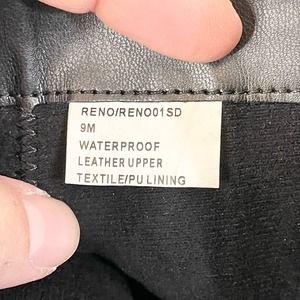 RENO/RENO01SD
9M
WATERPROOF
LEATHER UPPER
TEXTILE/PU LINING